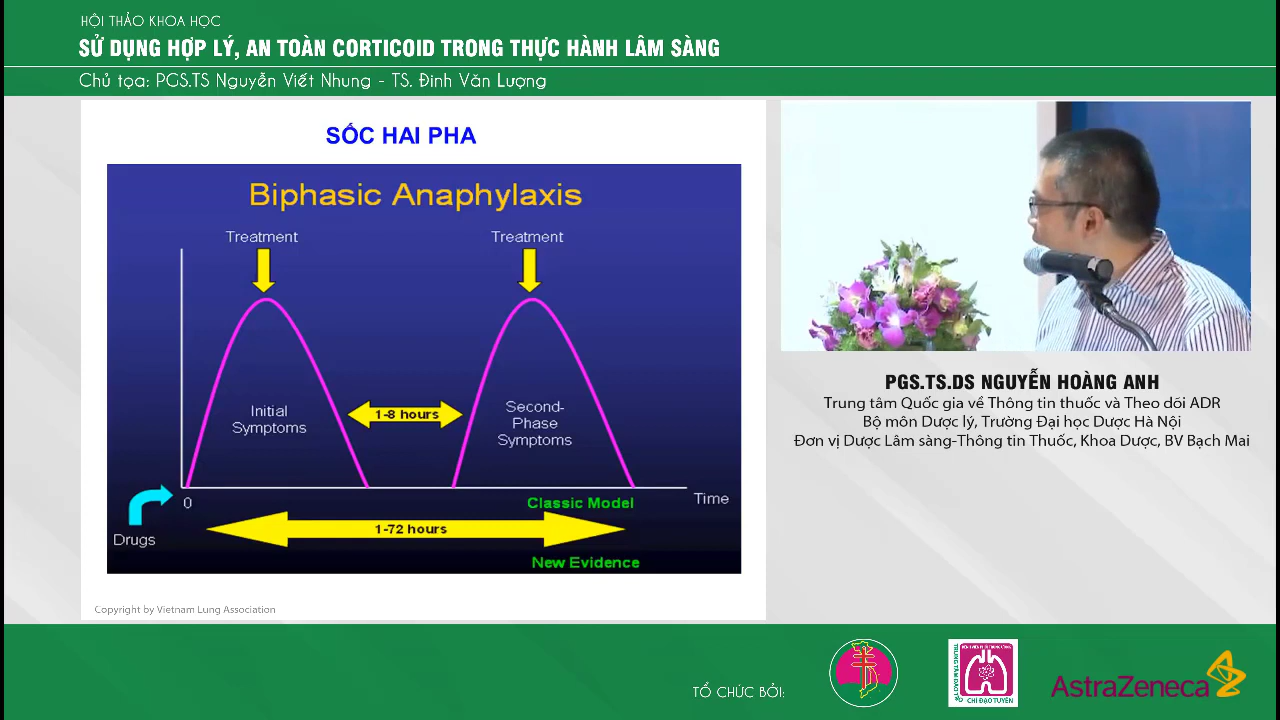 HỘI THẢO KHOA HỌC
SỬ DỤNG HỢP LÝ, AN TOÀN CORTICOID TRONG THỰC HÀNH LÂM SÀNG
Chủ tọa: PGS.TS Nguyễn Viết Nhung - TS. Đinh Văn Lượng
SỐC HAI PHA
Biphasic Anaphylaxis
Treatment
Treatment
Initial
Symptoms
1-8 hours
Second-
Phase
Symptoms
0
Classic Model
Time
Drugs
1-72 hours
New Evidence
Copyright by Vietnam Lung Association
PGS.TS.DS NGUYỄN HOÀNG ANH
Trung tâm Quốc gia về Thông tin thuốc và Theo dõi ADR
Bộ môn Dược lý, Trường Đại học Dược Hà Nội
Đơn vị Dược Lâm sàng-Thông tin Thuốc, Khoa Dược, BV Bạch Mai
TỔ CHỨC BỞI:
CHỈ ĐẠO TUYẾN
AstraZeneca